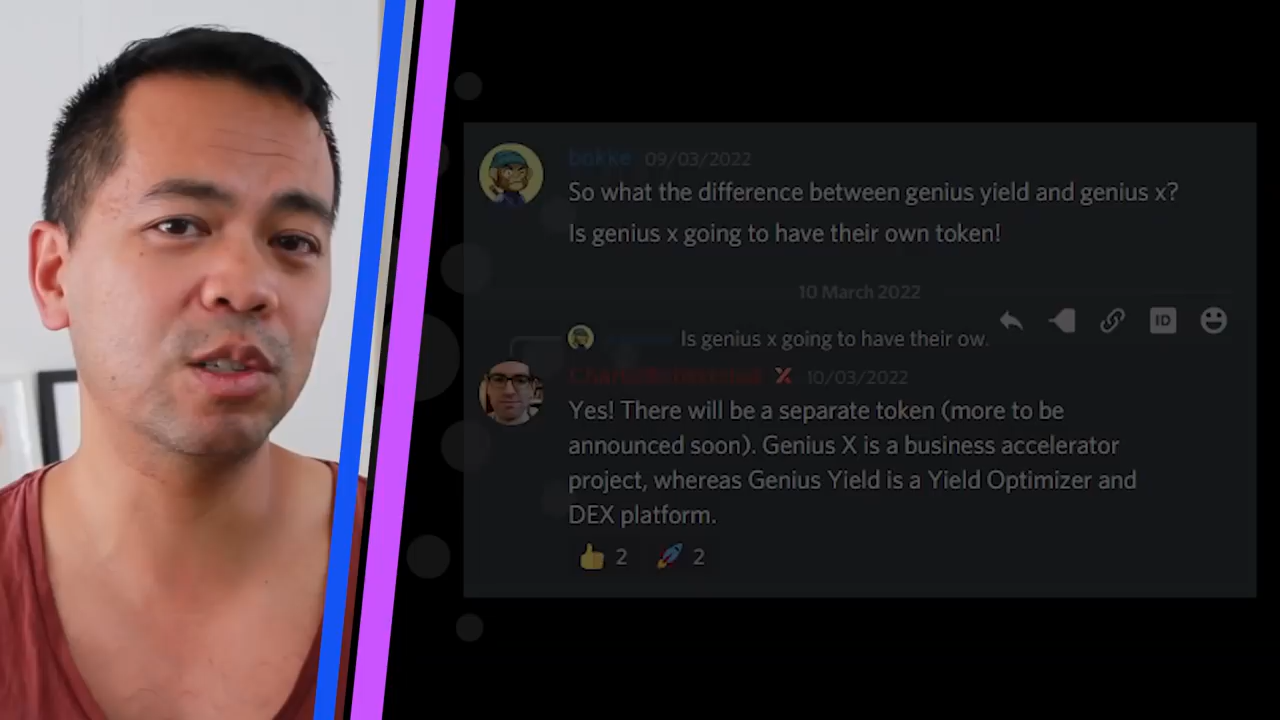 bokke 09/03/2022
So what the difference between genius yield and genius x?
Is genius x going to have their own token!
10 March 2022
ID
Is genius x going to have their ow.
10/03/2022
Yes! There will be a separate token (more to be
announced soon). Genius X is a business accelerator
project, whereas Genius Yield is a Yield Optimizer and
DEX platform.
2 2